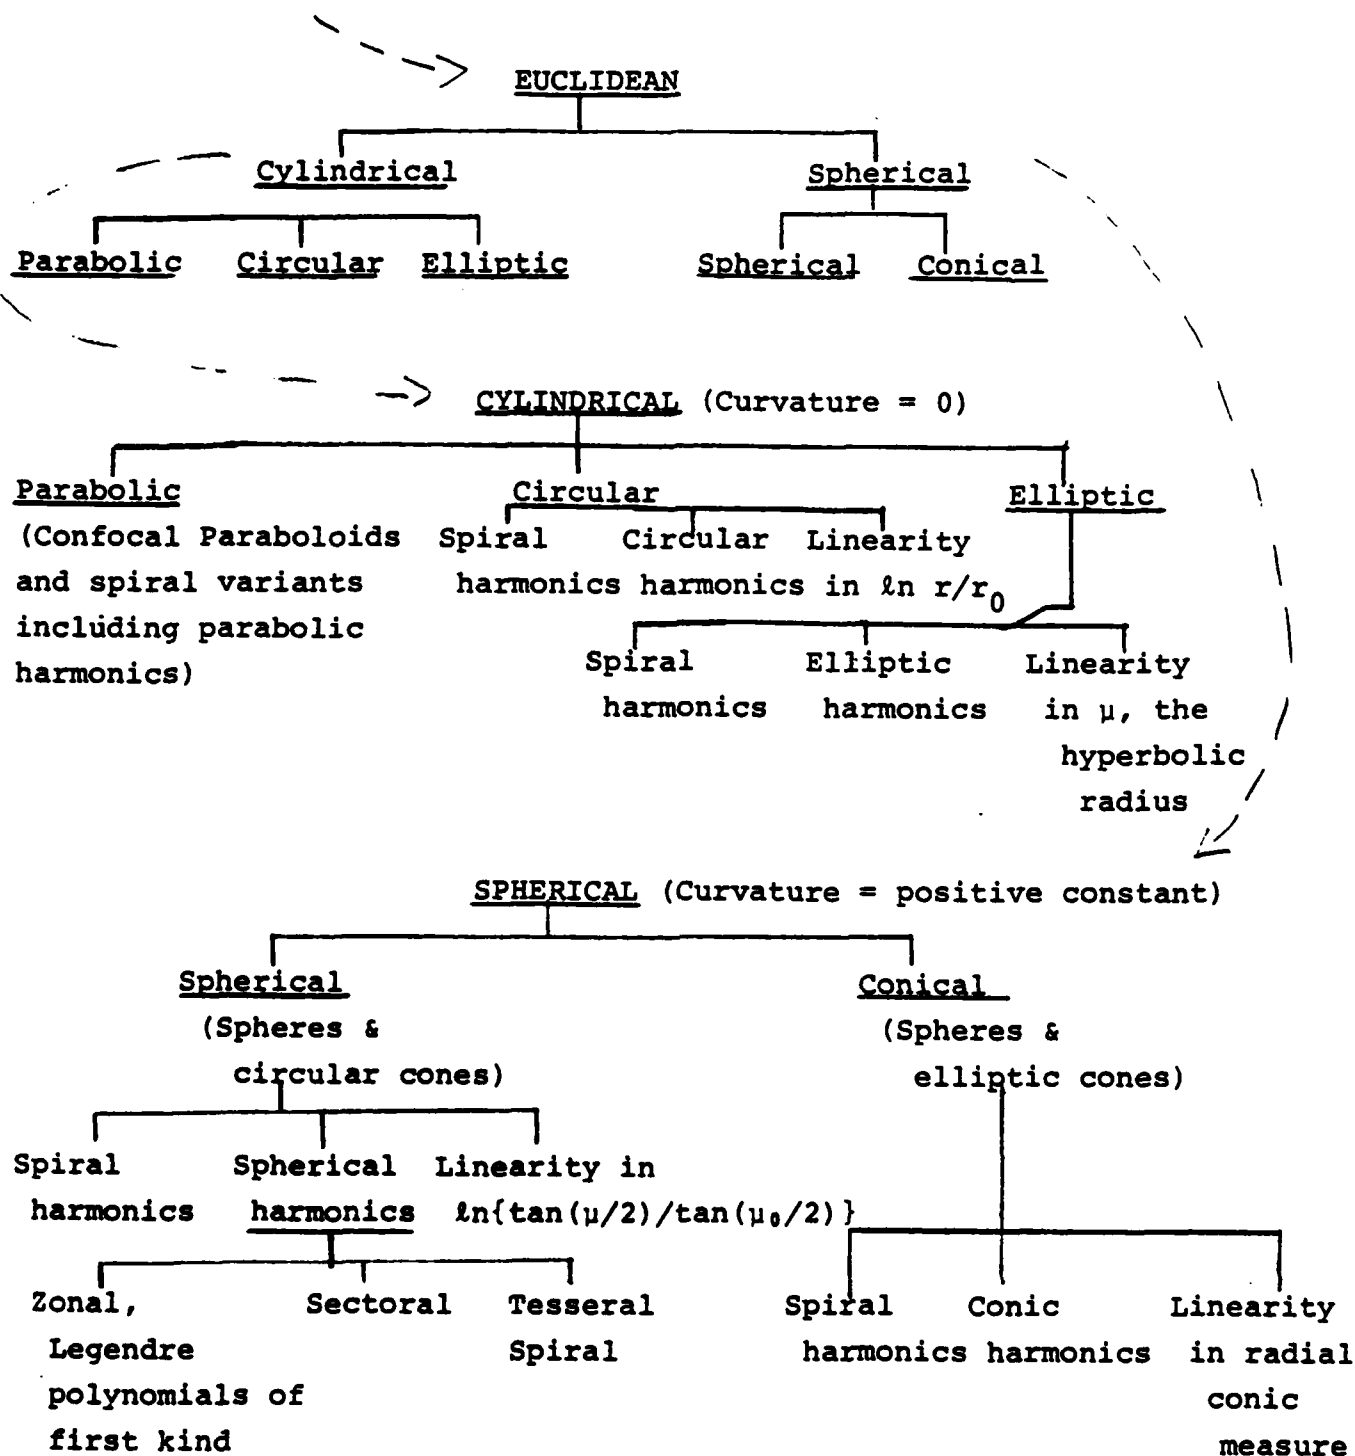 EUCLIDEAN
Cylindrical Spherical
Parabolic Circular Elliptic Spherical Conical
CYLINDRICAL (Curvature = 0)
Parabolic Circular Elliptic
(Confocal Paraboloids Spiral Circular Linearity
and spiral variants harmonics harmonics in ℓn r/r₀
including parabolic
harmonics)
Spiral Elliptic Linearity
harmonics harmonics in μ, the
hyperbolic
radius
SPHERICAL (Curvature = positive constant)
Spherical Conical
(Spheres & (Spheres &
circular cones) elliptic cones)
Spiral Spherical Linearity in
harmonics harmonics ℓn{tan(μ/2)/tan(μ₀/2)}
Zonal, Sectoral Tesseral Spiral Conic Linearity
Legendre Spiral harmonics harmonics in radial
polynomials of conic
first kind measure